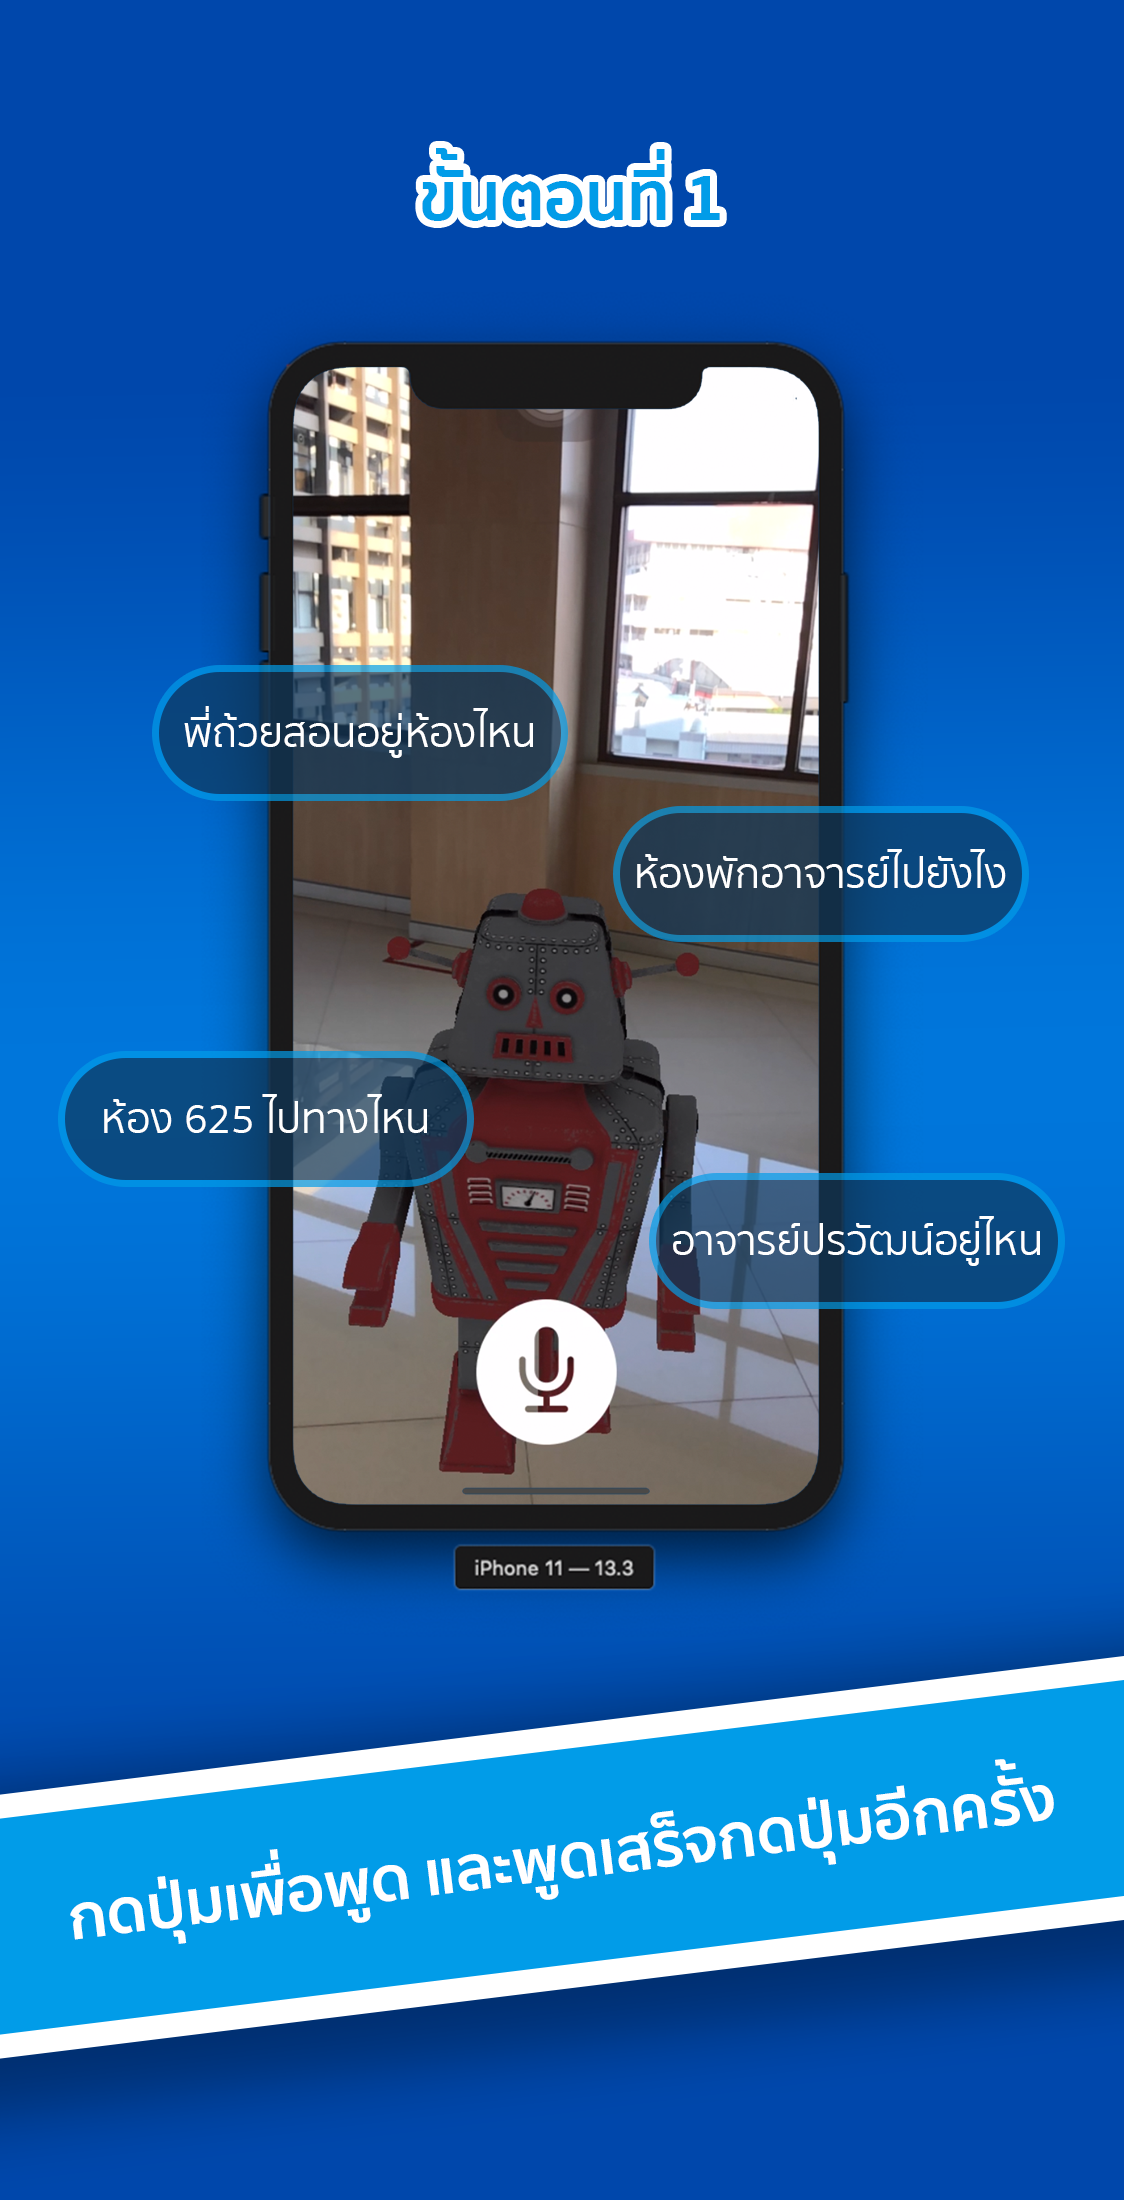 ขั้นตอนที่ 1
พี่ถ้วยสอนอยู่ห้องไหน
ห้องพักอาจารย์ไปยังไง
ห้อง 625 ไปทางไหน
อาจารย์ปรวัฒน์อยู่ไหน
iPhone 11 — 13.3
กดปุ่มเพื่อพูด และพูดเสร็จกดปุ่มอีกครั้ง